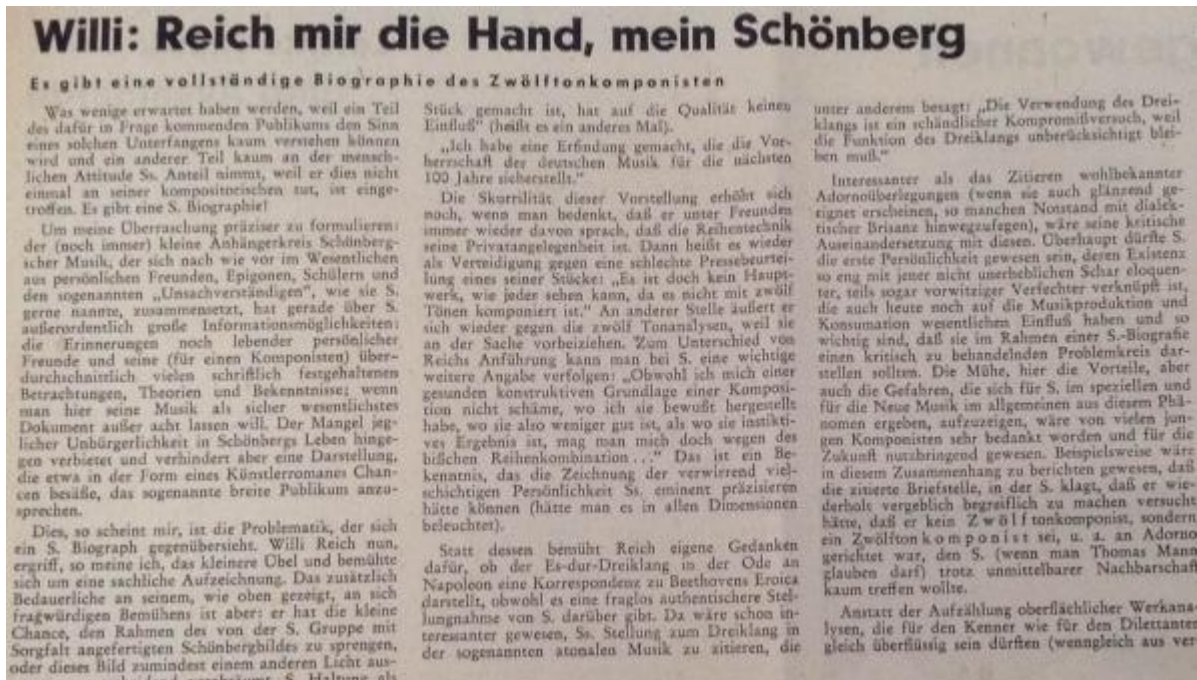 Willi: Reich mir die Hand, mein Schönberg
Es gibt eine vollständige Biographie des Zwölftonkomponisten
Was wenige erwartet haben werden, weil ein Teil
des dafür in Frage kommenden Publikums den Sinn
eines solchen Unterfangens kaum verstehen können
wird und ein anderer Teil kaum an der mensch-
lichen Attitude Ss. Anteil nimmt, weil er dies nicht
einmal an seiner kompositorischen tut, ist einge-
troffen. Es gibt eine S. Biographie!
Um meine Überraschung präziser zu formulieren:
der (noch immer) kleine Anhängerkreis Schönberg-
scher Musik, der sich nach wie vor im Wesentlichen
aus persönlichen Freunden, Epigonen, Schülern und
den sogenannten „Unsachverständigen", wie sie S.
gerne nannte, zusammensetzt, hat gerade über S.
außerordentlich große Informationsmöglichkeiten:
die Erinnerungen noch lebender persönlicher
Freunde und seine (für einen Komponisten) über-
durchschnittlich vielen schriftlich festgehaltenen
Betrachtungen, Theorien und Bekenntnisse; wenn
man hier seine Musik als sicher wesentlichstes
Dokument außer acht lassen will. Der Mangel jeg-
licher Unbürgerlichkeit in Schönbergs Leben hinge-
gen verbietet und verhindert aber eine Darstellung,
die etwa in der Form eines Künstlerromanes Chan-
cen besäße, das sogenannte breite Publikum anzu-
sprechen.
Dies, so scheint mir, ist die Problematik, der sich
ein S. Biograph gegenübersieht. Willi Reich nun,
ergriff, so meine ich, das kleinere Übel und bemühte
sich um eine sachliche Aufzeichnung. Das zusätzlich
Bedauerliche an seinem, wie oben gezeigt, an sich
fragwürdigen Bemühens ist aber: er hat die kleine
Chance, den Rahmen des von der S. Gruppe mit
Sorgfalt angefertigten Schönbergbildes zu sprengen,
oder dieses Bild zumindest einem anderen Licht aus-
S. Haltung als
Stück gemacht ist, hat auf die Qualität keinen
Einfluß" (heißt es ein anderes Mal).
„Ich habe eine Erfindung gemacht, die die Vor-
herrschaft der deutschen Musik für die nächsten
100 Jahre sicherstellt."
Die Skorrilität dieser Vorstellung erhöht sich
noch, wenn man bedenkt, daß er unter Freunden
immer wieder davon sprach, daß die Reihentechnik
seine Privatangelegenheit ist. Dann heißt es wieder
als Verteidigung gegen eine schlechte Pressebeurtei-
lung eines seiner Stücke: „Es ist doch kein Haupt-
werk, wie jeder sehen kann, da es nicht mit zwölf
Tönen komponiert ist." An anderer Stelle äußert er
sich wieder gegen die zwölf Tonanalysen, weil sie
an der Sache vorbeiziehen. Zum Unterschied von
Reichs Anführung kann man bei S. eine wichtige
weitere Angabe verfolgen: „Obwohl ich mich einer
gesunden konstruktiven Grundlage einer Komposi-
tion nicht schäme, wo ich sie bewußt hergestellt
habe, wo sie also weniger gut ist, als wo sie instikti-
ves Ergebnis ist, mag man mich doch wegen des
bißchen Reihenkombination . . ." Das ist ein Be-
kenntnis, das die Zeichnung der verwirrend viel-
schichtigen Persönlichkeit Ss. eminent präzisieren
hätte können (hätte man es in allen Dimensionen
beleuchtet).
Statt dessen bemüht Reich eigene Gedanken
dafür, ob der Es-dur-Dreiklang in der Ode an
Napoleon eine Korrespondenz zu Beethovens Eroica
darstellt, obwohl es eine fraglos authentischere Stel-
lungnahme von S. darüber gibt. Da wäre schon in-
teressanter gewesen, Ss. Stellung zum Dreiklang in
der sogenannten atonalen Musik zu zitieren, die
unter anderem besagt: „Die Verwendung des Drei-
klangs ist ein schändlicher Kompromißversuch, weil
die Funktion des Dreiklangs unberücksichtigt blei-
ben muß."
Interessanter als das Zitieren wohlbekannter
Adornoüberlegungen (wenn sie auch glänzend ge-
eignet erscheinen, so manchen Notstand mit dialek-
tischer Brisanz hinwegzufegen), wäre seine kritische
Auseinandersetzung mit diesen. Überhaupt dürfte S.
die erste Persönlichkeit gewesen sein, deren Existenz
so eng mit jener nicht unerheblichen Schar eloquen-
ter, teils sogar vorwitziger Verfechter verknüpft ist,
die auch heute noch auf die Musikproduktion und
Konsumation wesentlichen Einfluß haben und so
wichtig sind, daß sie im Rahmen einer S.-Biografie
einen kritisch zu behandelnden Problemkreis dar-
stellen sollten. Die Mühe, hier die Vorteile, aber
auch die Gefahren, die sich für S. im speziellen und
für die Neue Musik im allgemeinen aus diesem Phä-
nomen ergeben, aufzuzeigen, wäre von vielen jun-
gen Komponisten sehr bedankt worden und für die
Zukunft nutzbringend gewesen. Beispielsweise wäre
in diesem Zusammenhang zu berichten gewesen, daß
die zitierte Briefstelle, in der S. klagt, daß er wie-
derholt vergeblich begreiflich zu machen versucht
hätte, daß er kein Zwölftonkomponist, sondern
ein Zwölftonkomponist sei, u. a. an Adorno
gerichtet war, den S. (wenn man Thomas Mann
glauben darf) trotz unmittelbarer Nachbarschaft
kaum treffen wollte.
Anstatt der Aufzählung oberflächlicher Werkana-
lysen, die für den Kenner wie für den Dilettanten
gleich überflüssig sein dürften (wenngleich aus ver